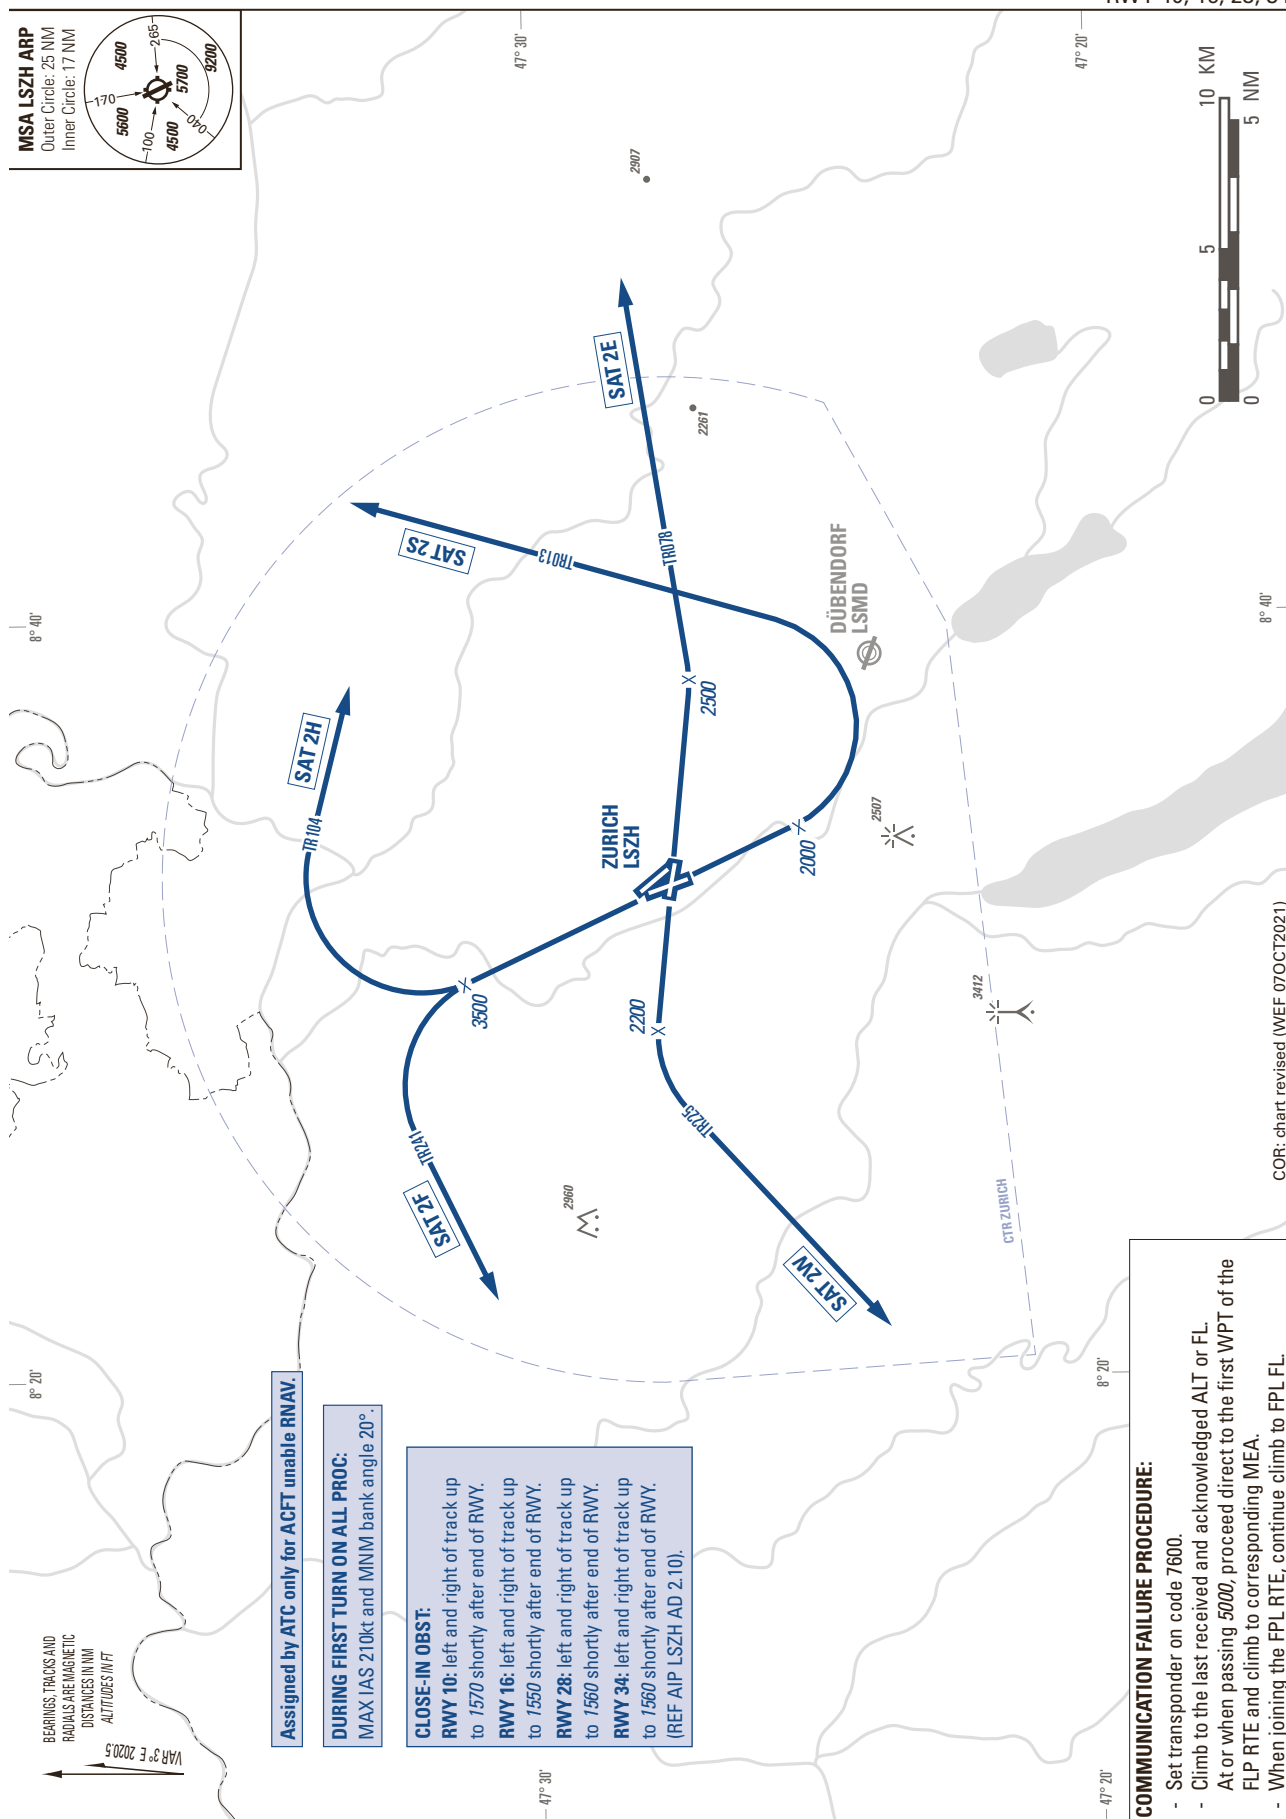 BEARINGS, TRACKS AND
RADIALS ARE MAGNETIC
DISTANCES IN NM
ALTITUDES IN FT
VAR 3° E 2020.5
8° 20'
8° 40'
MSA LSZH ARP
Outer Circle: 25 NM
Inner Circle: 17 NM
170
265
100
040
5600
4500
5700
4500
9200
Assigned by ATC only for ACFT unable RNAV.
DURING FIRST TURN ON ALL PROC:
MAX IAS 210kt and MNM bank angle 20°.
CLOSE-IN OBST:
RWY 10: left and right of track up
to 1570 shortly after end of RWY.
RWY 16: left and right of track up
to 1550 shortly after end of RWY.
RWY 28: left and right of track up
to 1560 shortly after end of RWY.
RWY 34: left and right of track up
to 1560 shortly after end of RWY.
(REF AIP LSZH AD 2.10).
SAT 2H
TR104
SAT 2S
TR013
SAT 2F
TR241
3500
47° 30'
47° 30'
2960
SAT 2E
TR078
2500
2907
2261
ZURICH
LSZH
2200
TR225
SAT 2W
2000
DÜBENDORF
LSMD
2507
3412
CTR ZURICH
47° 20'
47° 20'
8° 20'
8° 40'
0
5
10 KM
0
5 NM
COMMUNICATION FAILURE PROCEDURE:
- Set transponder on code 7600.
- Climb to the last received and acknowledged ALT or FL.
At or when passing 5000, proceed direct to the first WPT of the
FLP RTE and climb to corresponding MEA.
- When joining the FPL RTE, continue climb to FPL FL.
COR: chart revised (WEF 07OCT2021)